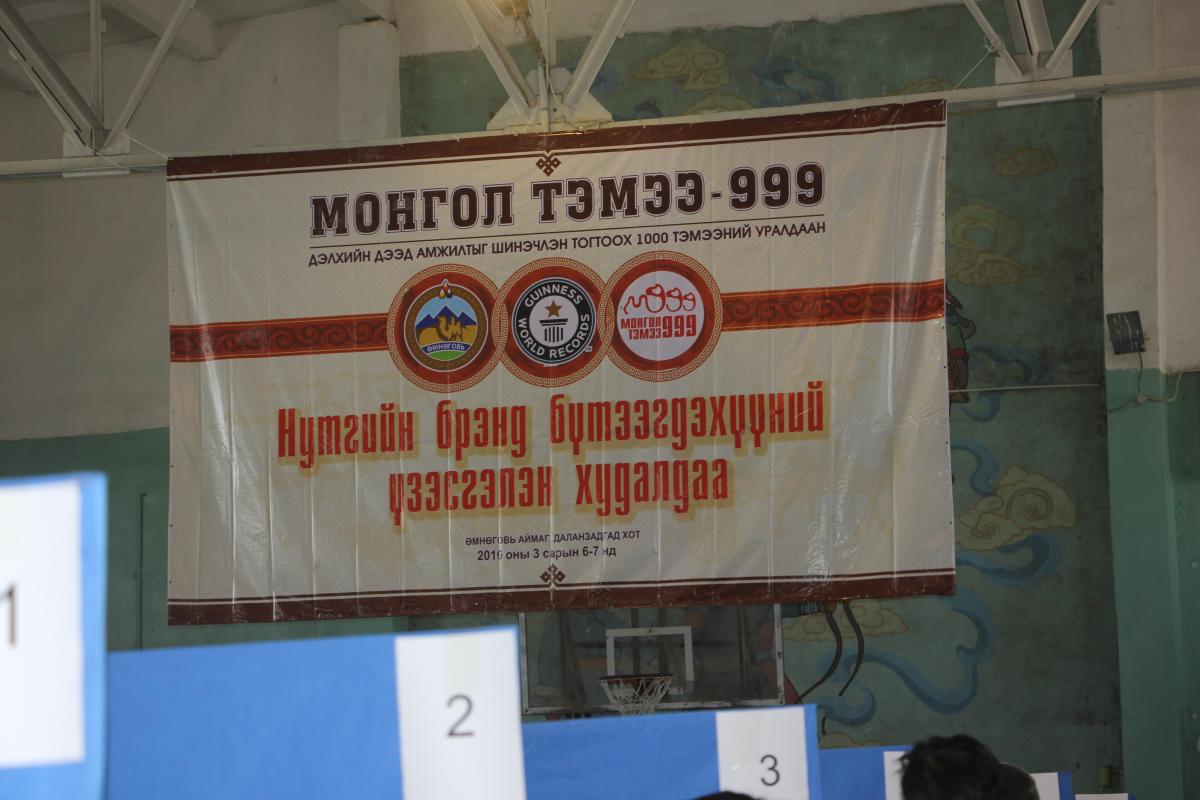 МОНГОЛ ТЭМЭЭ-999
ДЭЛХИЙН ДЭЭД АМЖИЛТЫГ ШИНЭЧЛЭН ТОГТООХ 1000 ТЭМЭЭНИЙ УРАЛДААН
ӨМНӨГОВЬ
GUINNESS
WORLD RECORDS
МОНГОЛ
ТЭМЭЭ 999
Нутгийн брэнд бүтээгдэхүүний
үзэсгэлэн худалдаа
ӨМНӨГОВЬ АЙМАГ ДАЛАНЗАДГАД ХОТ
2016 оны 3 сарын 6-7 нд
1
2
3